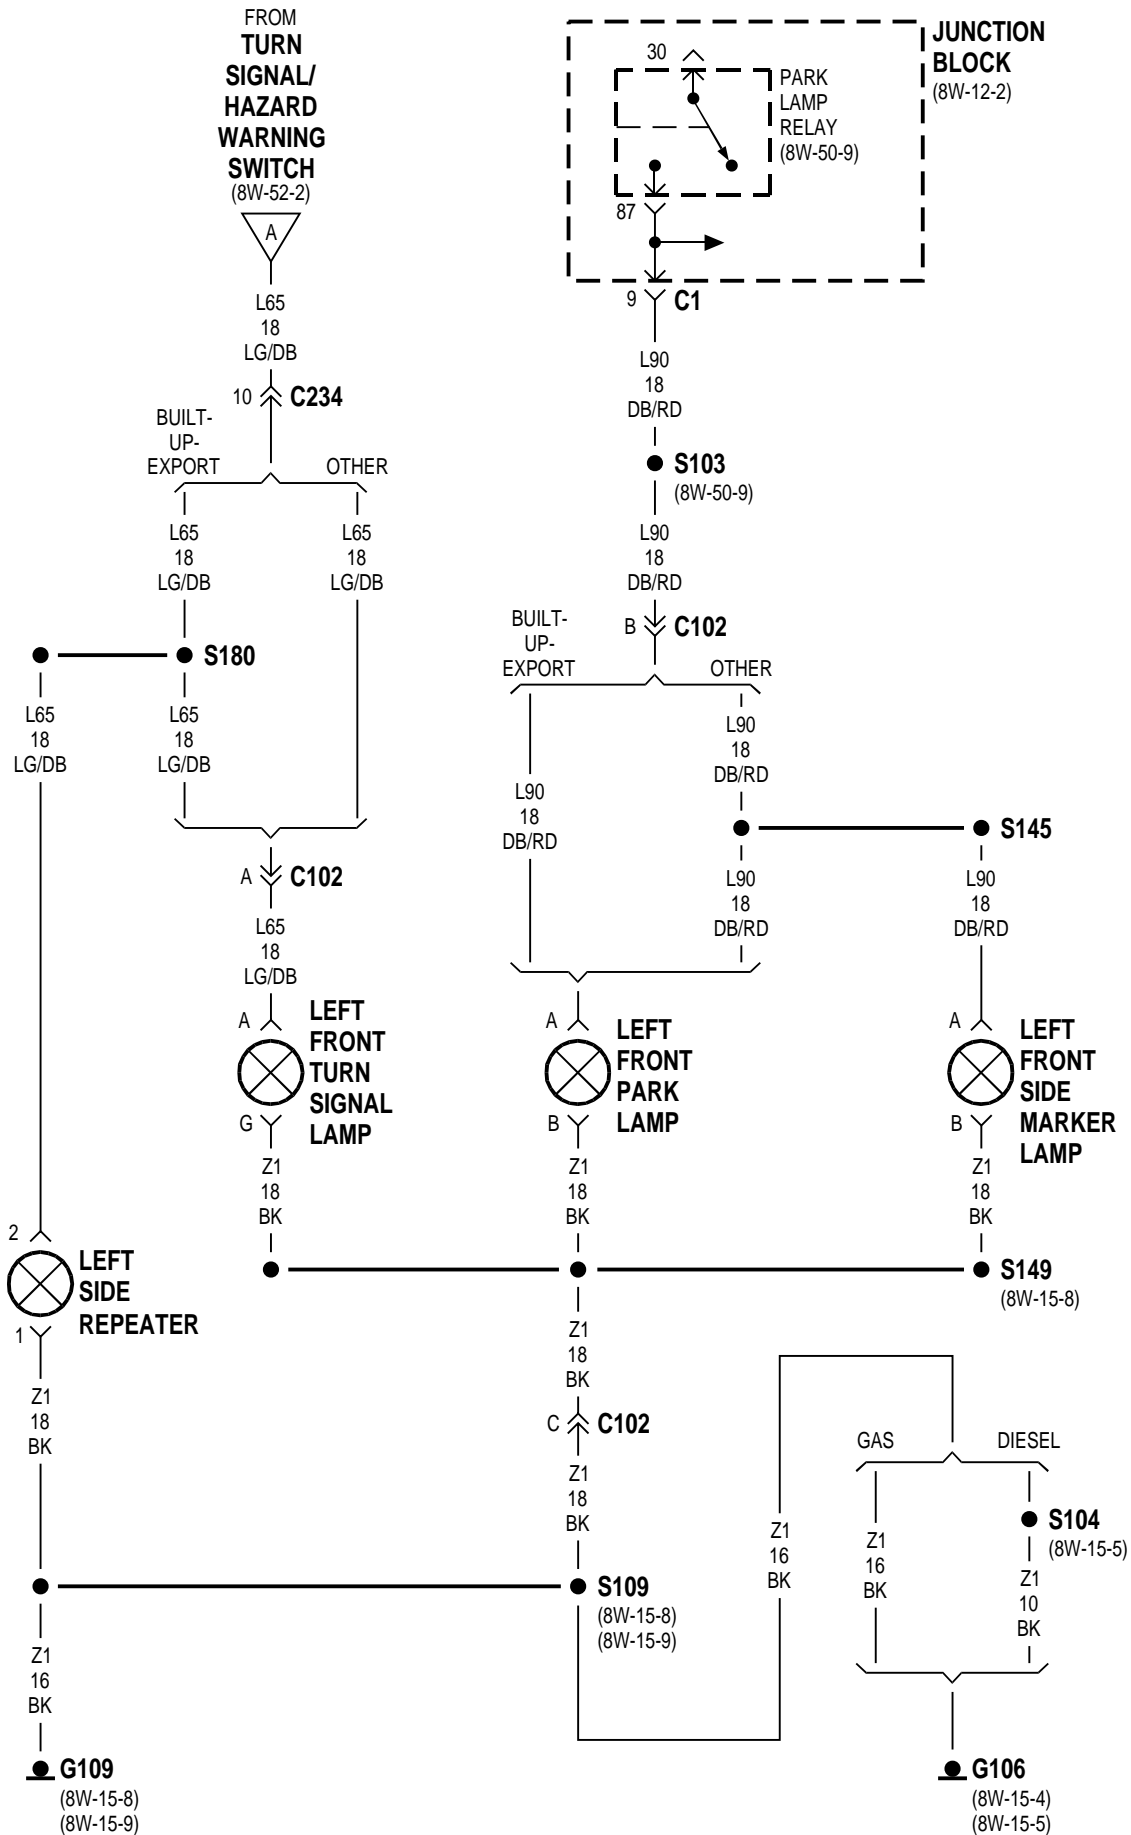 FROM
TURN
SIGNAL/
HAZARD
WARNING
SWITCH
(8W-52-2)
A
L65
18
LG/DB
10
C234
BUILT-
UP-
EXPORT
OTHER
L65
18
LG/DB
L65
18
LG/DB
S180
L65
18
LG/DB
L65
18
LG/DB
A
C102
L65
18
LG/DB
A
LEFT
FRONT
TURN
SIGNAL
LAMP
G
Z1
18
BK
2
LEFT
SIDE
REPEATER
1
Z1
18
BK
Z1
16
BK
G109
(8W-15-8)
(8W-15-9)
JUNCTION
BLOCK
(8W-12-2)
30
PARK
LAMP
RELAY
(8W-50-9)
87
9
C1
L90
18
DB/RD
S103
(8W-50-9)
L90
18
DB/RD
B
C102
BUILT-
UP-
EXPORT
OTHER
L90
18
DB/RD
L90
18
DB/RD
S145
L90
18
DB/RD
L90
18
DB/RD
A
LEFT
FRONT
PARK
LAMP
B
Z1
18
BK
A
LEFT
FRONT
SIDE
MARKER
LAMP
B
Z1
18
BK
S149
(8W-15-8)
Z1
18
BK
C
C102
Z1
18
BK
S109
(8W-15-8)
(8W-15-9)
Z1
16
BK
GAS
DIESEL
Z1
16
BK
S104
(8W-15-5)
Z1
10
BK
G106
(8W-15-4)
(8W-15-5)